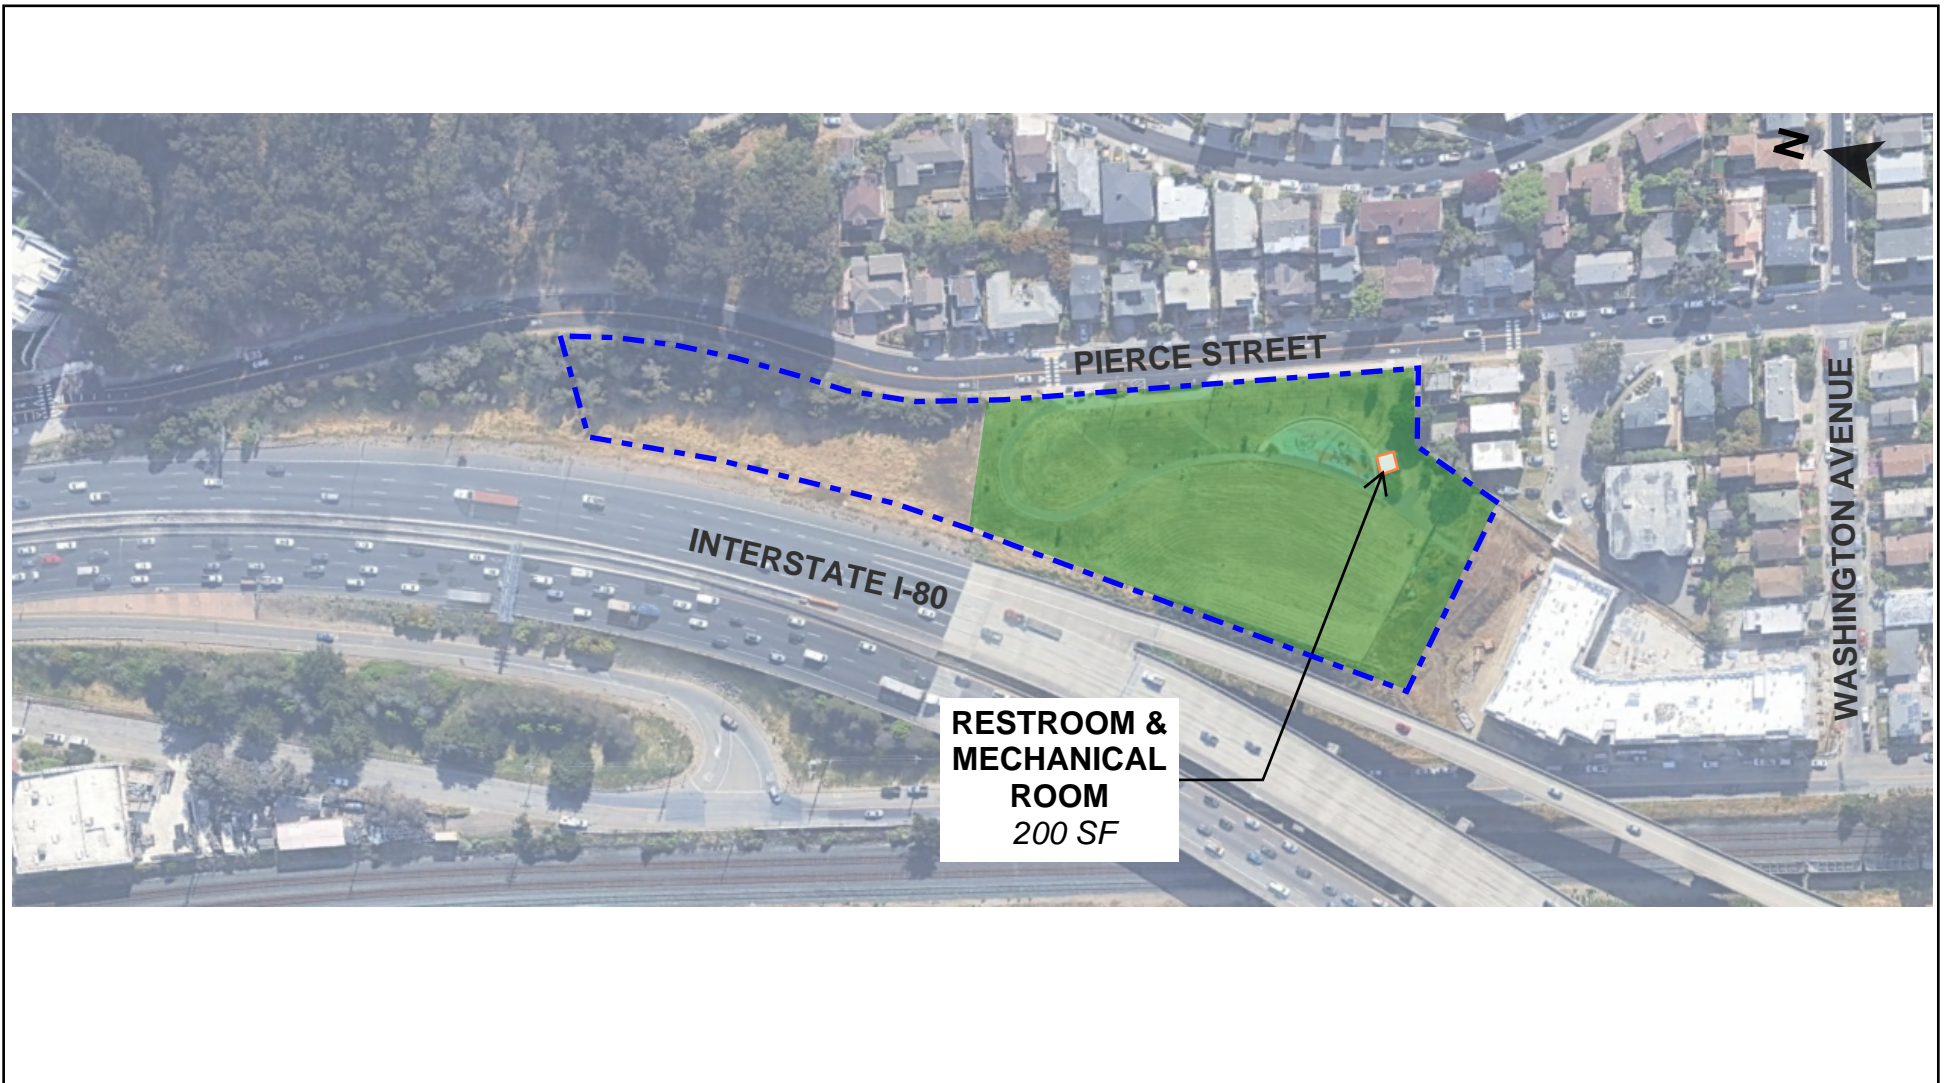 N
PIERCE STREET
INTERSTATE I-80
WASHINGTON AVENUE
RESTROOM &
MECHANICAL
ROOM
200 SF